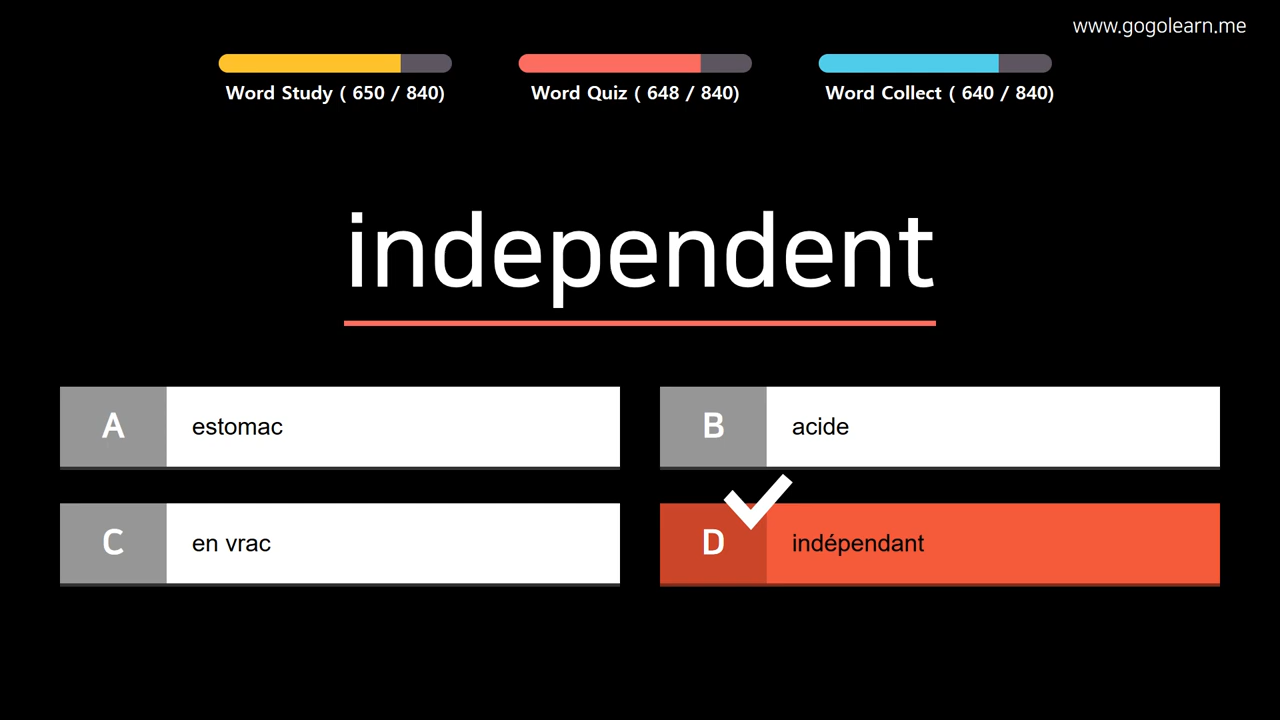 www.gogolearn.me
Word Study ( 650 / 840)
Word Quiz ( 648 / 840)
Word Collect ( 640 / 840)
independent
A estomac
B acide
C en vrac
D indépendant